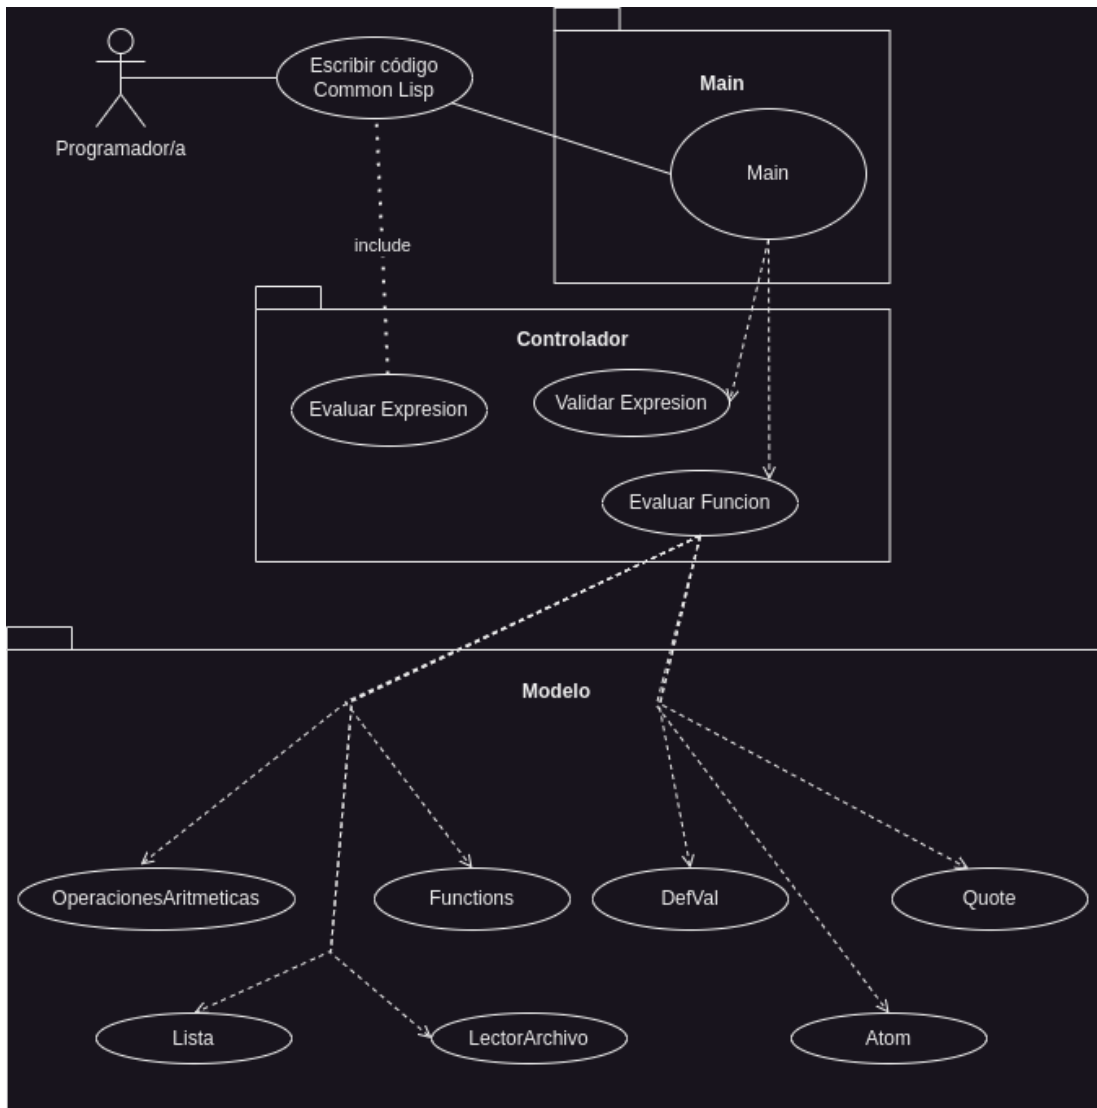 Escribir código
Common Lisp
Programador/a
Main
Main
include
Controlador
Evaluar Expresion
Validar Expresion
Evaluar Funcion
Modelo
OperacionesAritmeticas
Functions
DefVal
Quote
Lista
LectorArchivo
Atom